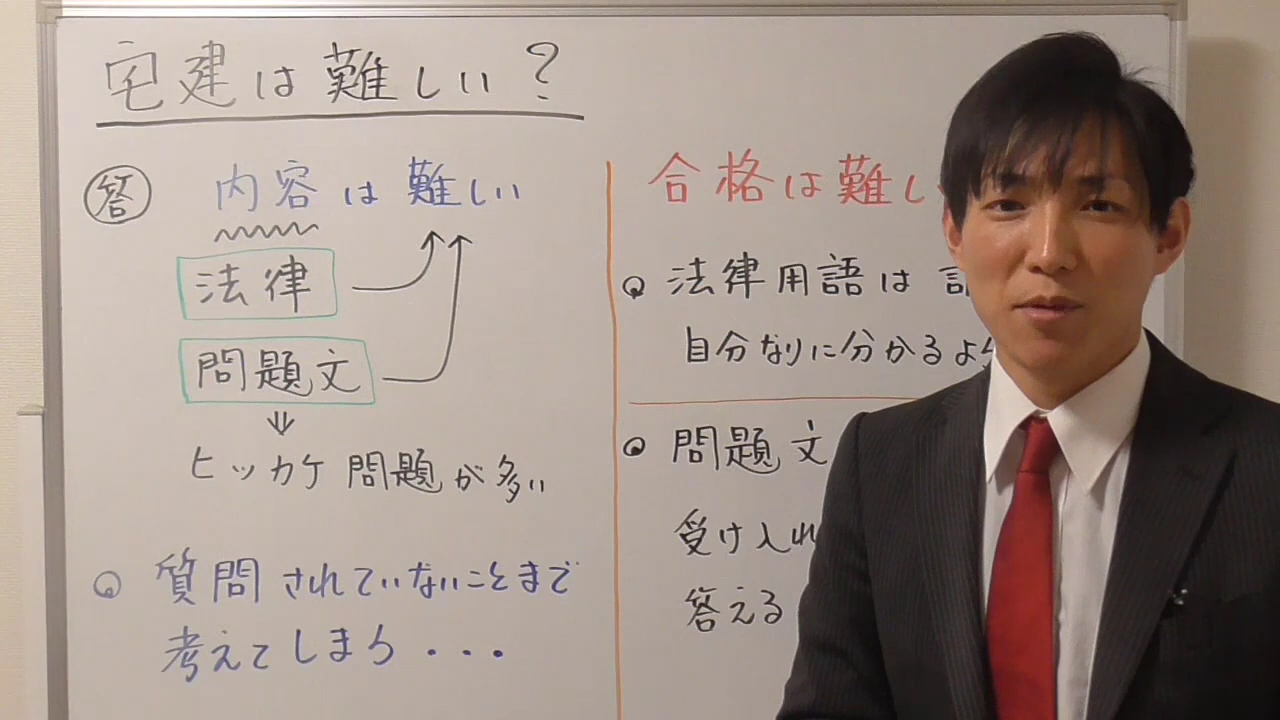 宅建は難しい?
答 内容は難しい
法律
問題文
⇓
ヒッカケ問題が多い
質問されていないことまで
考えてしまう・・・
合格は難し
法律用語は
自分なりに分かるよ
問題文
受け入れ
答える